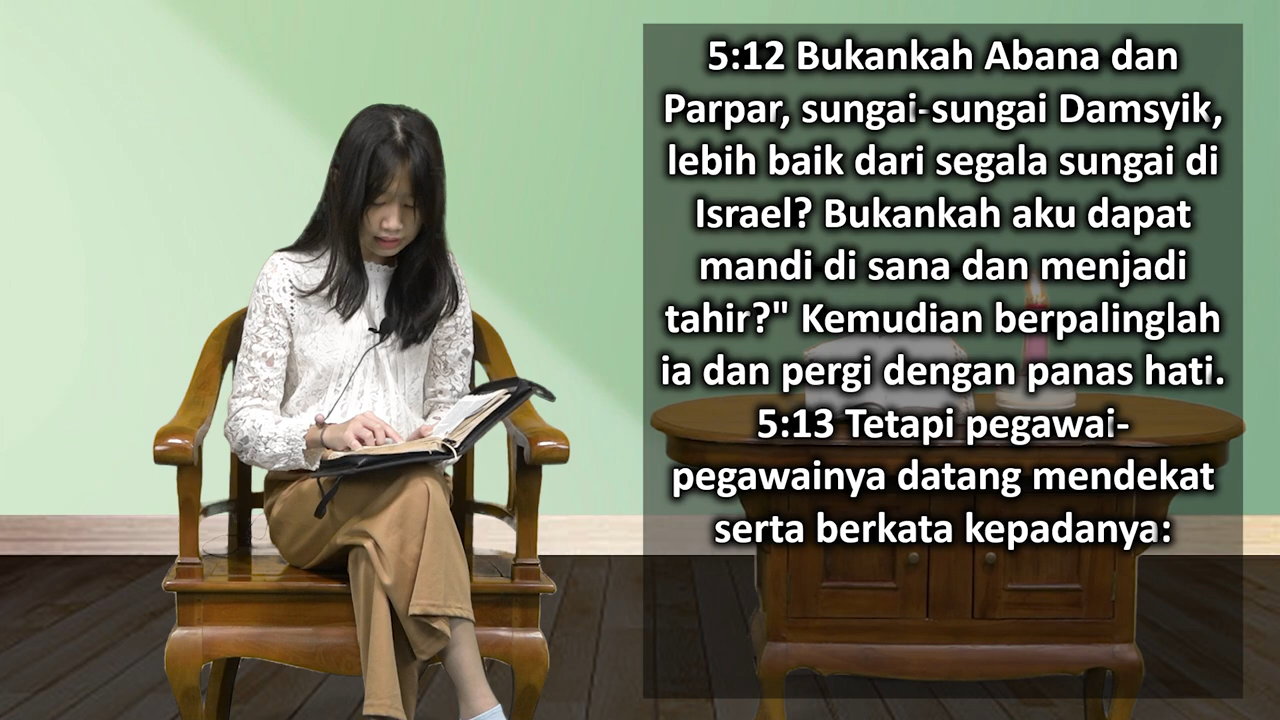 5:12 Bukankah Abana dan
Parpar, sungai-sungai Damsyik,
lebih baik dari segala sungai di
Israel? Bukankah aku dapat
mandi di sana dan menjadi
tahir?" Kemudian berpalinglah
ia dan pergi dengan panas hati.
5:13 Tetapi pegawai-
pegawainya datang mendekat
serta berkata kepadanya: